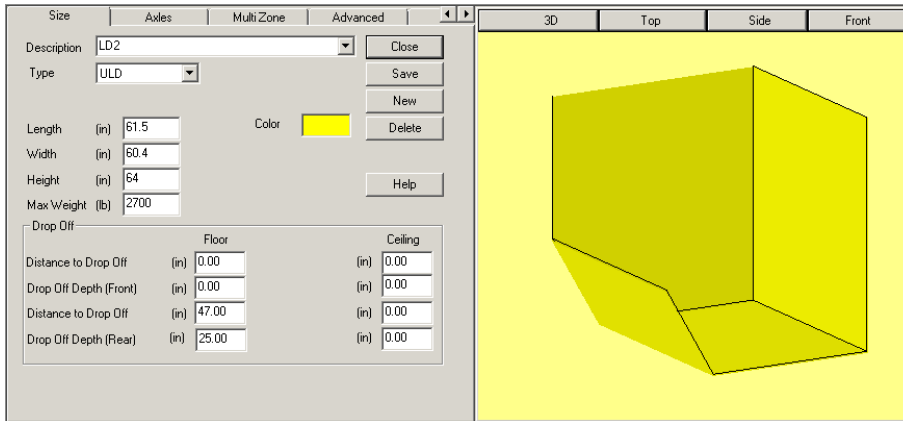 Size Axles Multi Zone Advanced
3D Top Side Front
Description LD2 Close
Type ULD Save
New
Length (in) 61.5 Color Delete
Width (in) 60.4
Height (in) 64 Help
Max Weight (lb) 2700
Drop Off
Floor Ceiling
Distance to Drop Off (in) 0.00 (in) 0.00
Drop Off Depth (Front) (in) 0.00 (in) 0.00
Distance to Drop Off (in) 47.00 (in) 0.00
Drop Off Depth (Rear) (in) 25.00 (in) 0.00